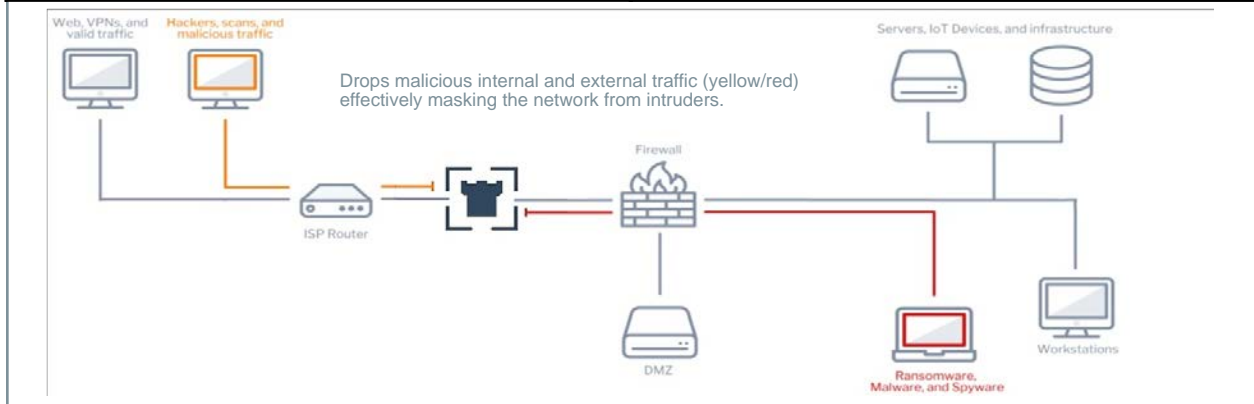 Web, VPNs, and
valid traffic
Hackers, scans, and
malicious traffic
Servers, IoT Devices, and infrastructure
Drops malicious internal and external traffic (yellow/red)
effectively masking the network from intruders.
Firewall
ISP Router
DMZ
Workstations
Ransomware,
Malware, and Spyware